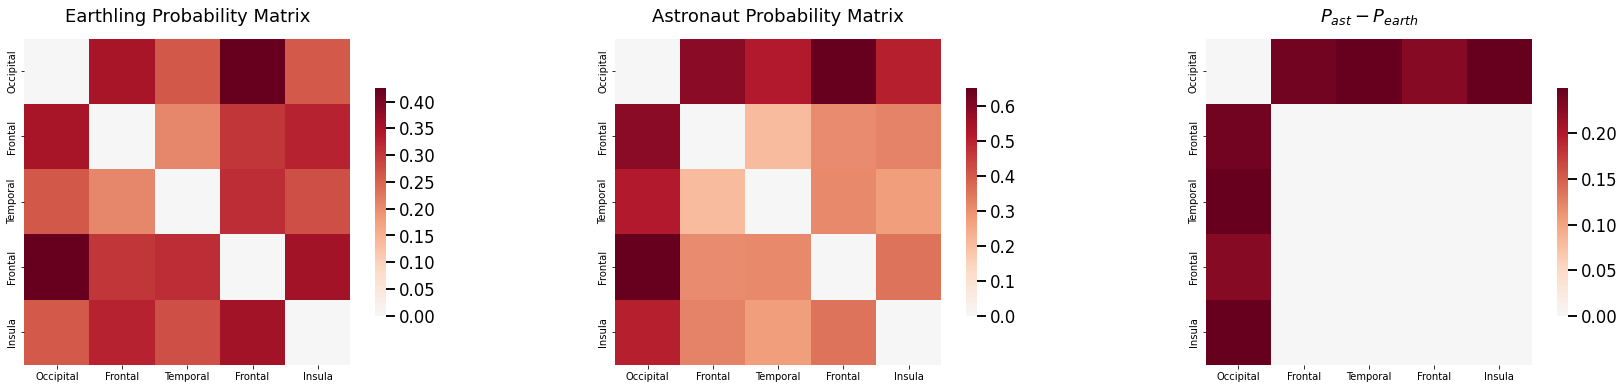 Earthling Probability Matrix
Occipital
Frontal
Temporal
Frontal
Insula
Occipital Frontal Temporal Frontal Insula
0.40
0.35
0.30
0.25
0.20
0.15
0.10
0.05
0.00
Astronaut Probability Matrix
Occipital
Frontal
Temporal
Frontal
Insula
Occipital Frontal Temporal Frontal Insula
0.6
0.5
0.4
0.3
0.2
0.1
0.0
P_ast − P_earth
Occipital
Frontal
Temporal
Frontal
Insula
Occipital Frontal Temporal Frontal Insula
0.20
0.15
0.10
0.05
0.00